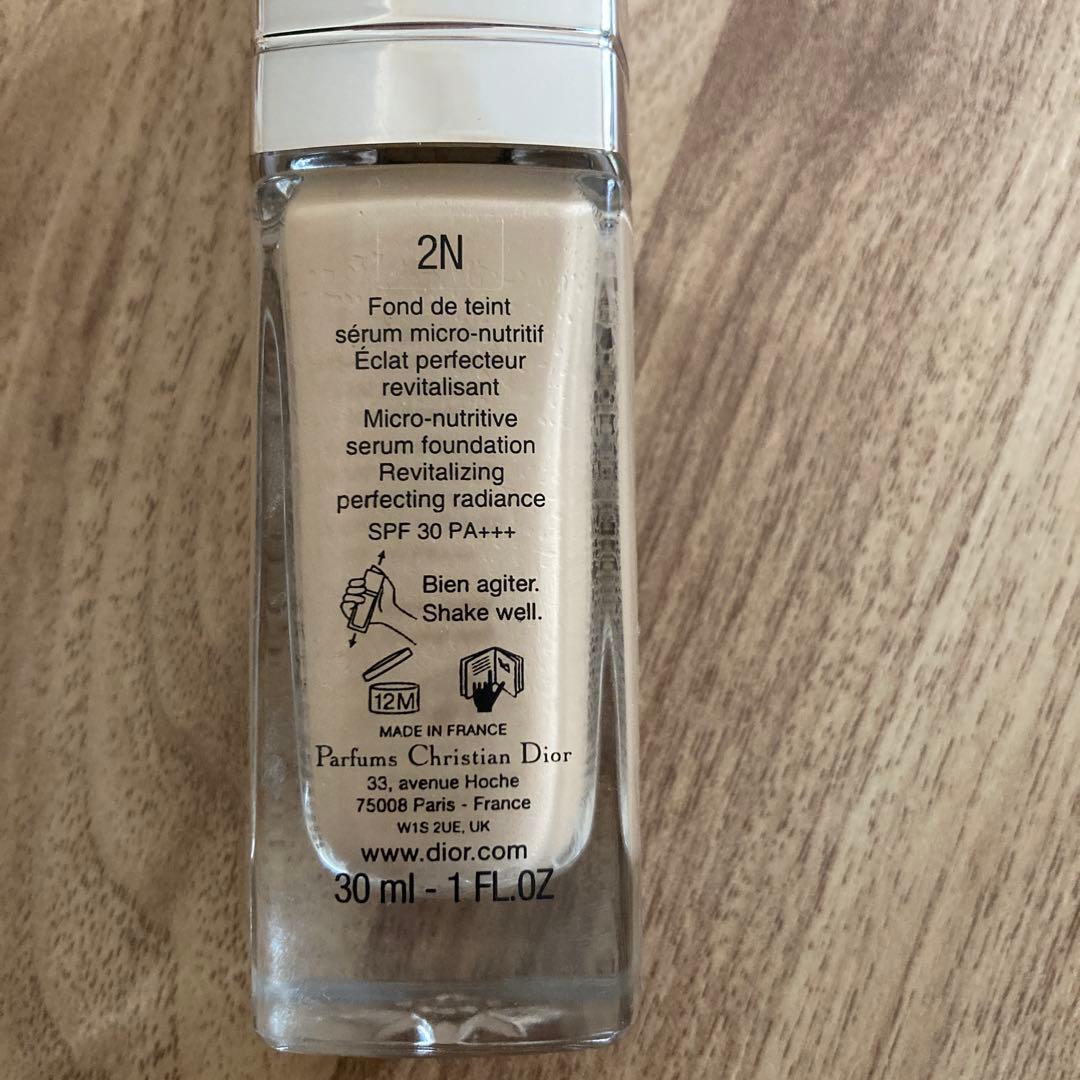 2N
Fond de teint
sérum micro-nutritif
Éclat perfecteur
revitalisant
Micro-nutritive
serum foundation
Revitalizing
perfecting radiance
SPF 30 PA+++
Bien agiter.
Shake well.
12M
MADE IN FRANCE
Parfums Christian Dior
33, avenue Hoche
75008 Paris - France
W1S 2UE, UK
www.dior.com
30 ml - 1 FL.OZ